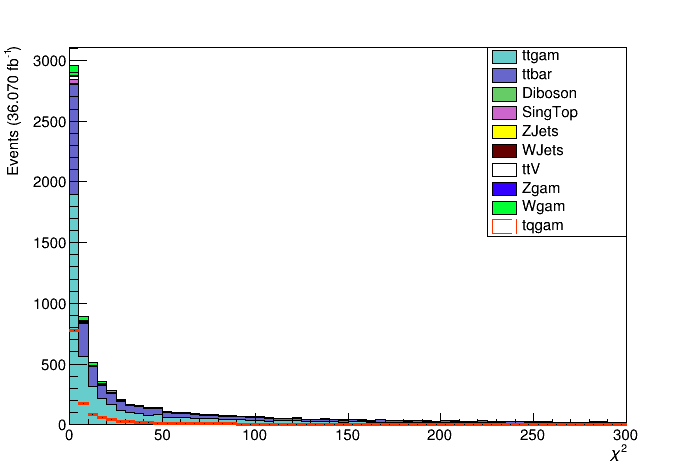 Events (36.070 fb⁻¹)
3000
2500
2000
1500
1000
500
0
0 50 100 150 200 250 300
χ²
ttgam
ttbar
Diboson
SingTop
ZJets
WJets
ttV
Zgam
Wgam
tqgam